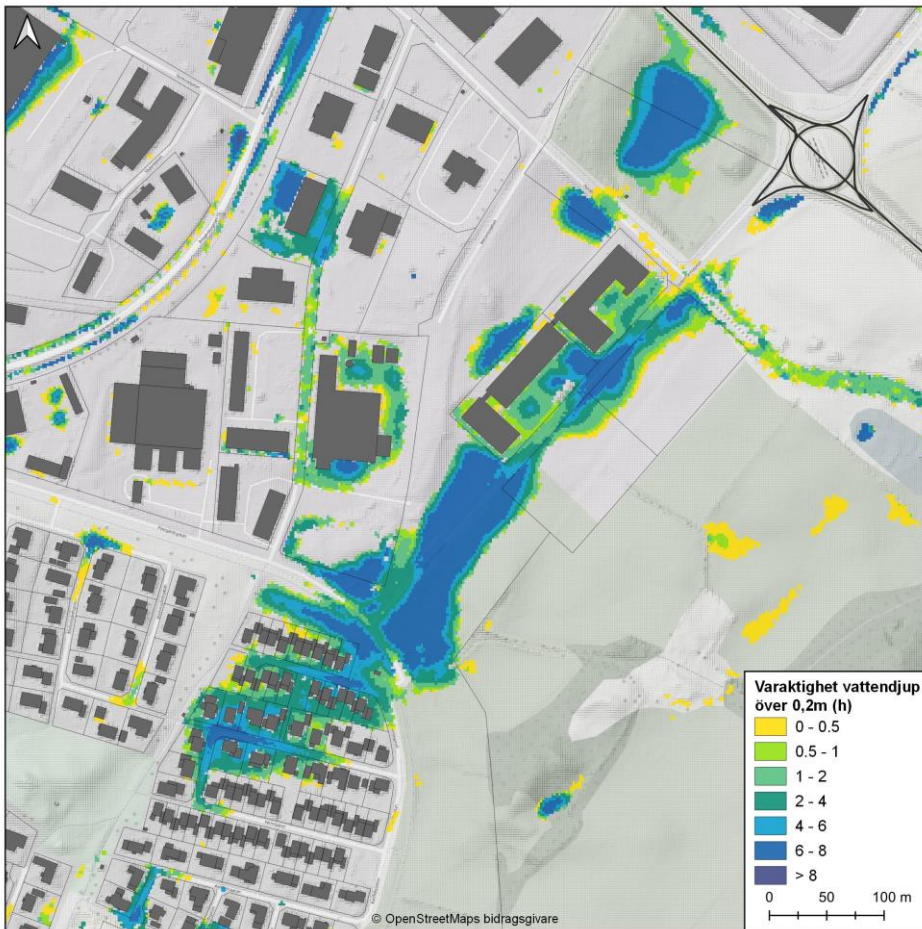 Varaktighet vattendjup
över 0,2m (h)
0 - 0.5
0.5 - 1
1 - 2
2 - 4
4 - 6
6 - 8
> 8
0 50 100 m
© OpenStreetMaps bidragsgivare